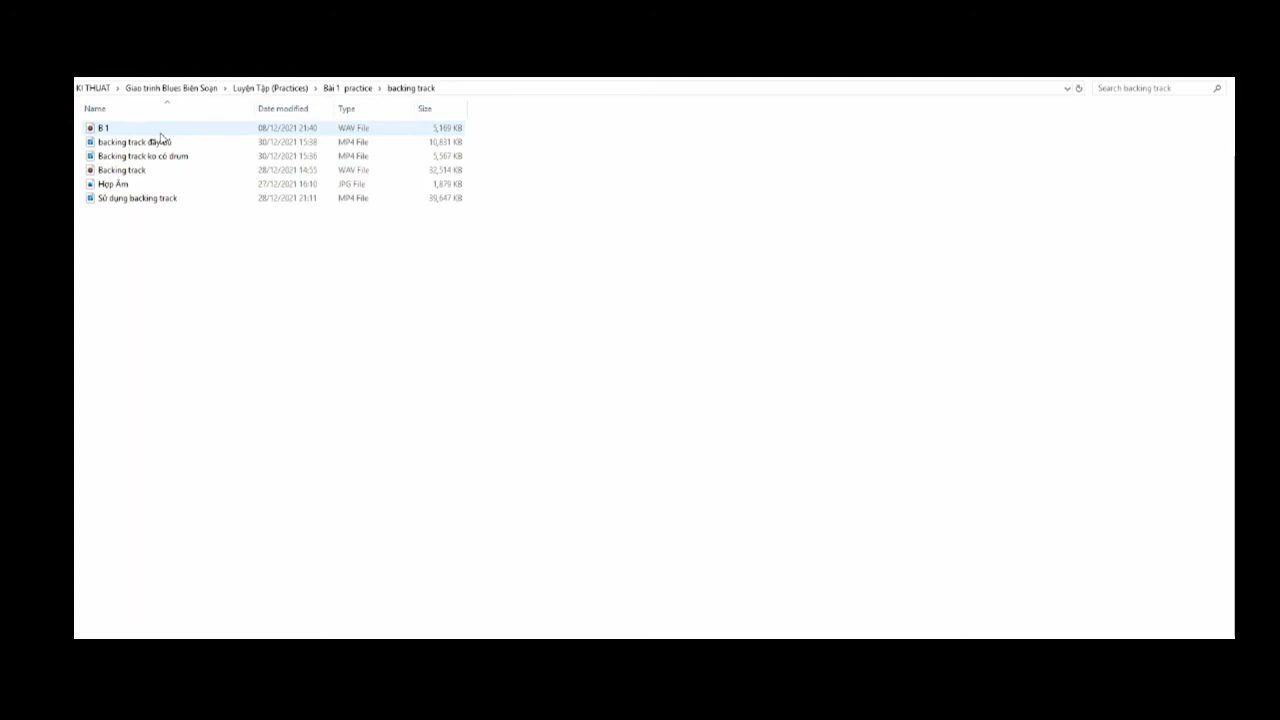 KĨ THUẬT > Giáo trình Blues Biên Soạn > Luyện Tập (Practices) > Bài 1 practice > backing track
Search backing track
Name Date modified Type Size
B 1 08/12/2021 21:40 WAV File 5,169 KB
backing track đầy đủ 30/12/2021 15:38 MP4 File 10,831 KB
Backing track ko có drum 30/12/2021 15:36 MP4 File 5,567 KB
Backing track 28/12/2021 14:55 WAV File 32,514 KB
Hợp Âm 27/12/2021 16:10 JPG File 1,879 KB
Sử dụng backing track 28/12/2021 21:11 MP4 File 39,647 KB